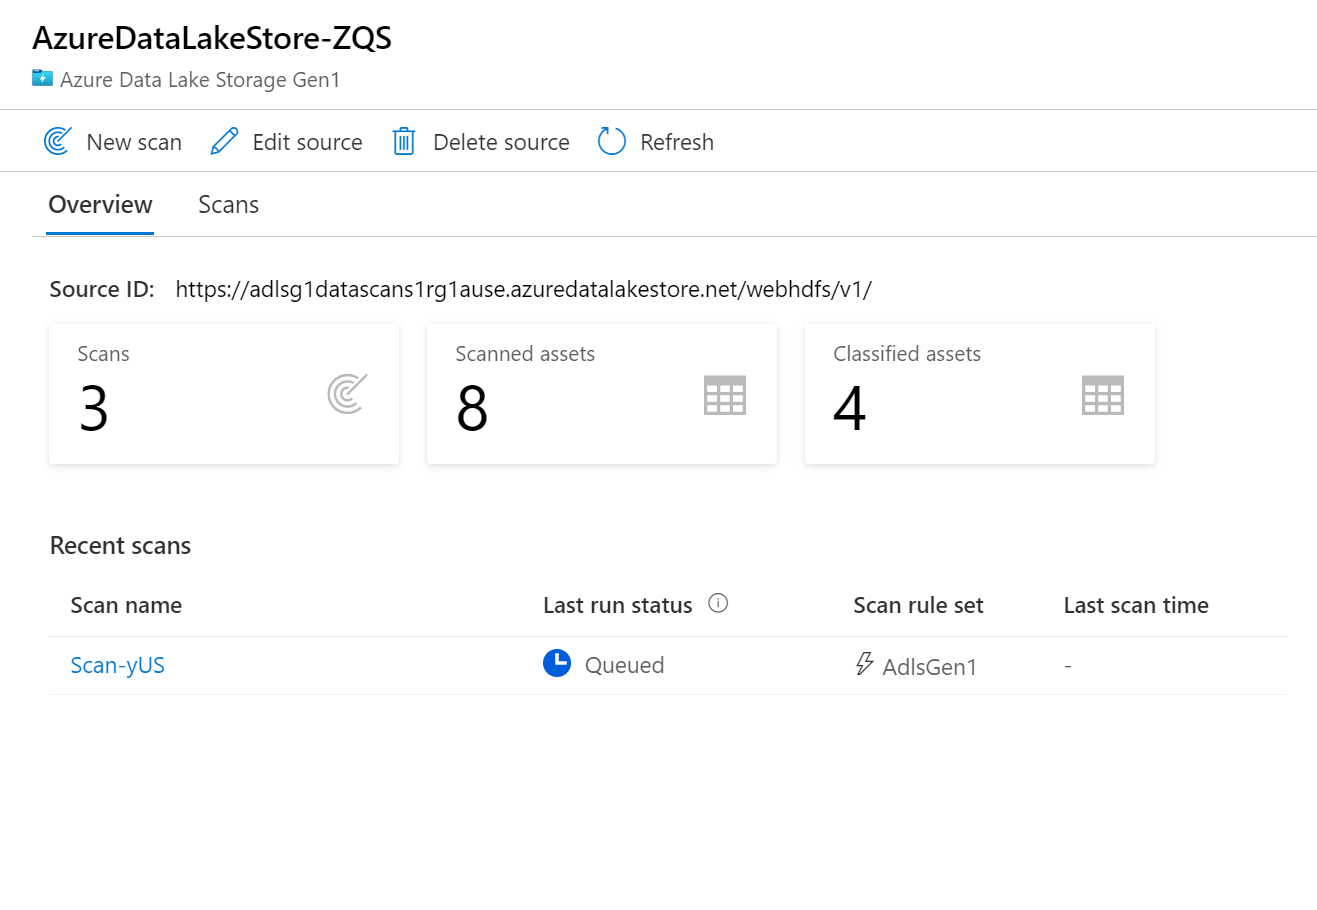 AzureDataLakeStore-ZQS
Azure Data Lake Storage Gen1
New scan Edit source Delete source Refresh
Overview Scans
Source ID: https://adlsg1datascans1rg1ause.azuredatalakestore.net/webhdfs/v1/
Scans Scanned assets Classified assets
3 8 4
Recent scans
Scan name Last run status Scan rule set Last scan time
Scan-yUS Queued AdlsGen1 -